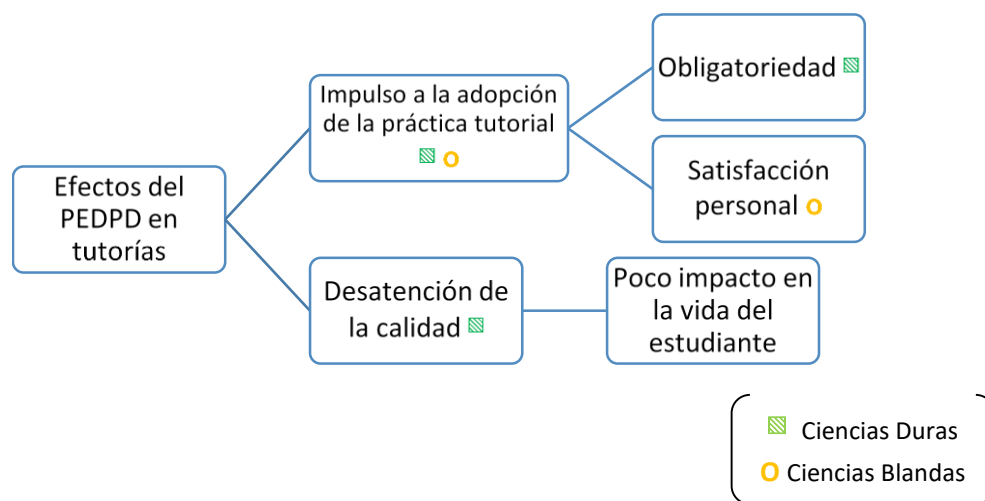 Efectos del
PEDPD en
tutorías
Impulso a la adopción
de la práctica tutorial
Obligatoriedad
Satisfacción
personal
Desatención de
la calidad
Poco impacto en
la vida del
estudiante
Ciencias Duras
Ciencias Blandas